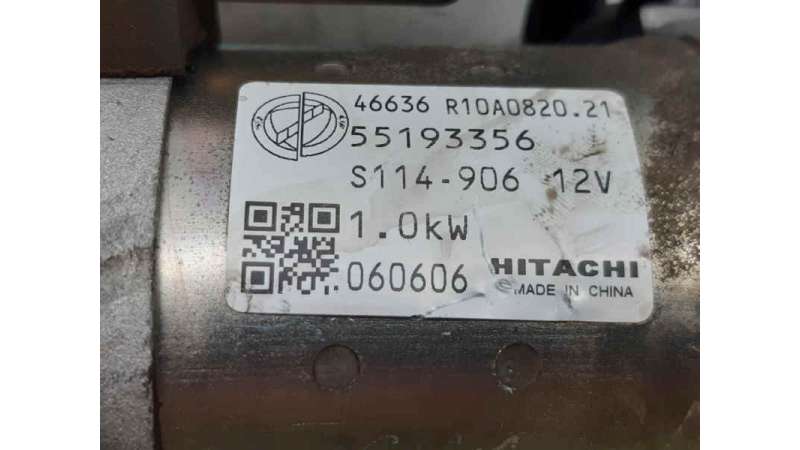 46636 R10A0820.21
55193356
S114-906 12V
1.0kW
060606 HITACHI
MADE IN CHINA